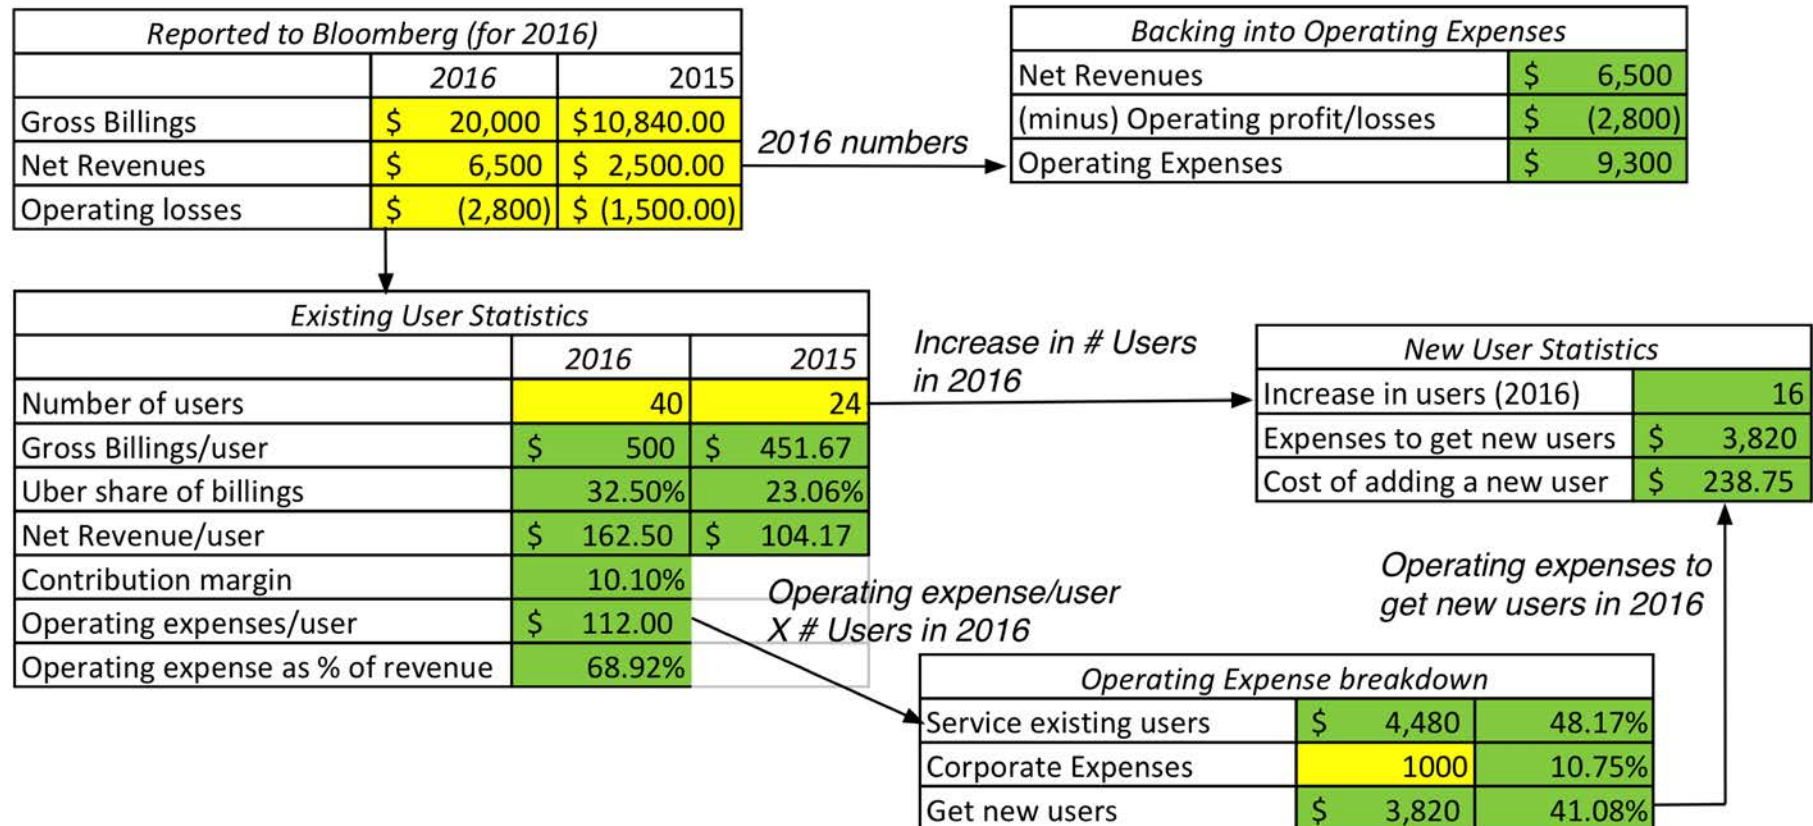 Reported to Bloomberg (for 2016)
2016 2015
Gross Billings $ 20,000 $10,840.00
Net Revenues $ 6,500 $ 2,500.00
Operating losses $ (2,800) $ (1,500.00)
2016 numbers
Backing into Operating Expenses
Net Revenues $ 6,500
(minus) Operating profit/losses $ (2,800)
Operating Expenses $ 9,300
Existing User Statistics
2016 2015
Number of users 40 24
Gross Billings/user $ 500 $ 451.67
Uber share of billings 32.50% 23.06%
Net Revenue/user $ 162.50 $ 104.17
Contribution margin 10.10%
Operating expenses/user $ 112.00
Operating expense as % of revenue 68.92%
Increase in # Users
in 2016
New User Statistics
Increase in users (2016) 16
Expenses to get new users $ 3,820
Cost of adding a new user $ 238.75
Operating expense/user
X # Users in 2016
Operating expenses to
get new users in 2016
Operating Expense breakdown
Service existing users $ 4,480 48.17%
Corporate Expenses 1000 10.75%
Get new users $ 3,820 41.08%